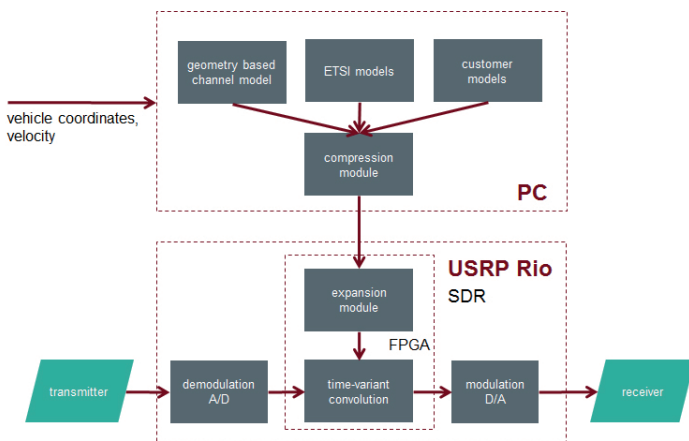 geometry based
channel model
ETSI models
customer
models
vehicle coordinates,
velocity
compression
module
PC
USRP Rio
SDR
expansion
module
FPGA
transmitter
demodulation
A/D
time-variant
convolution
modulation
D/A
receiver